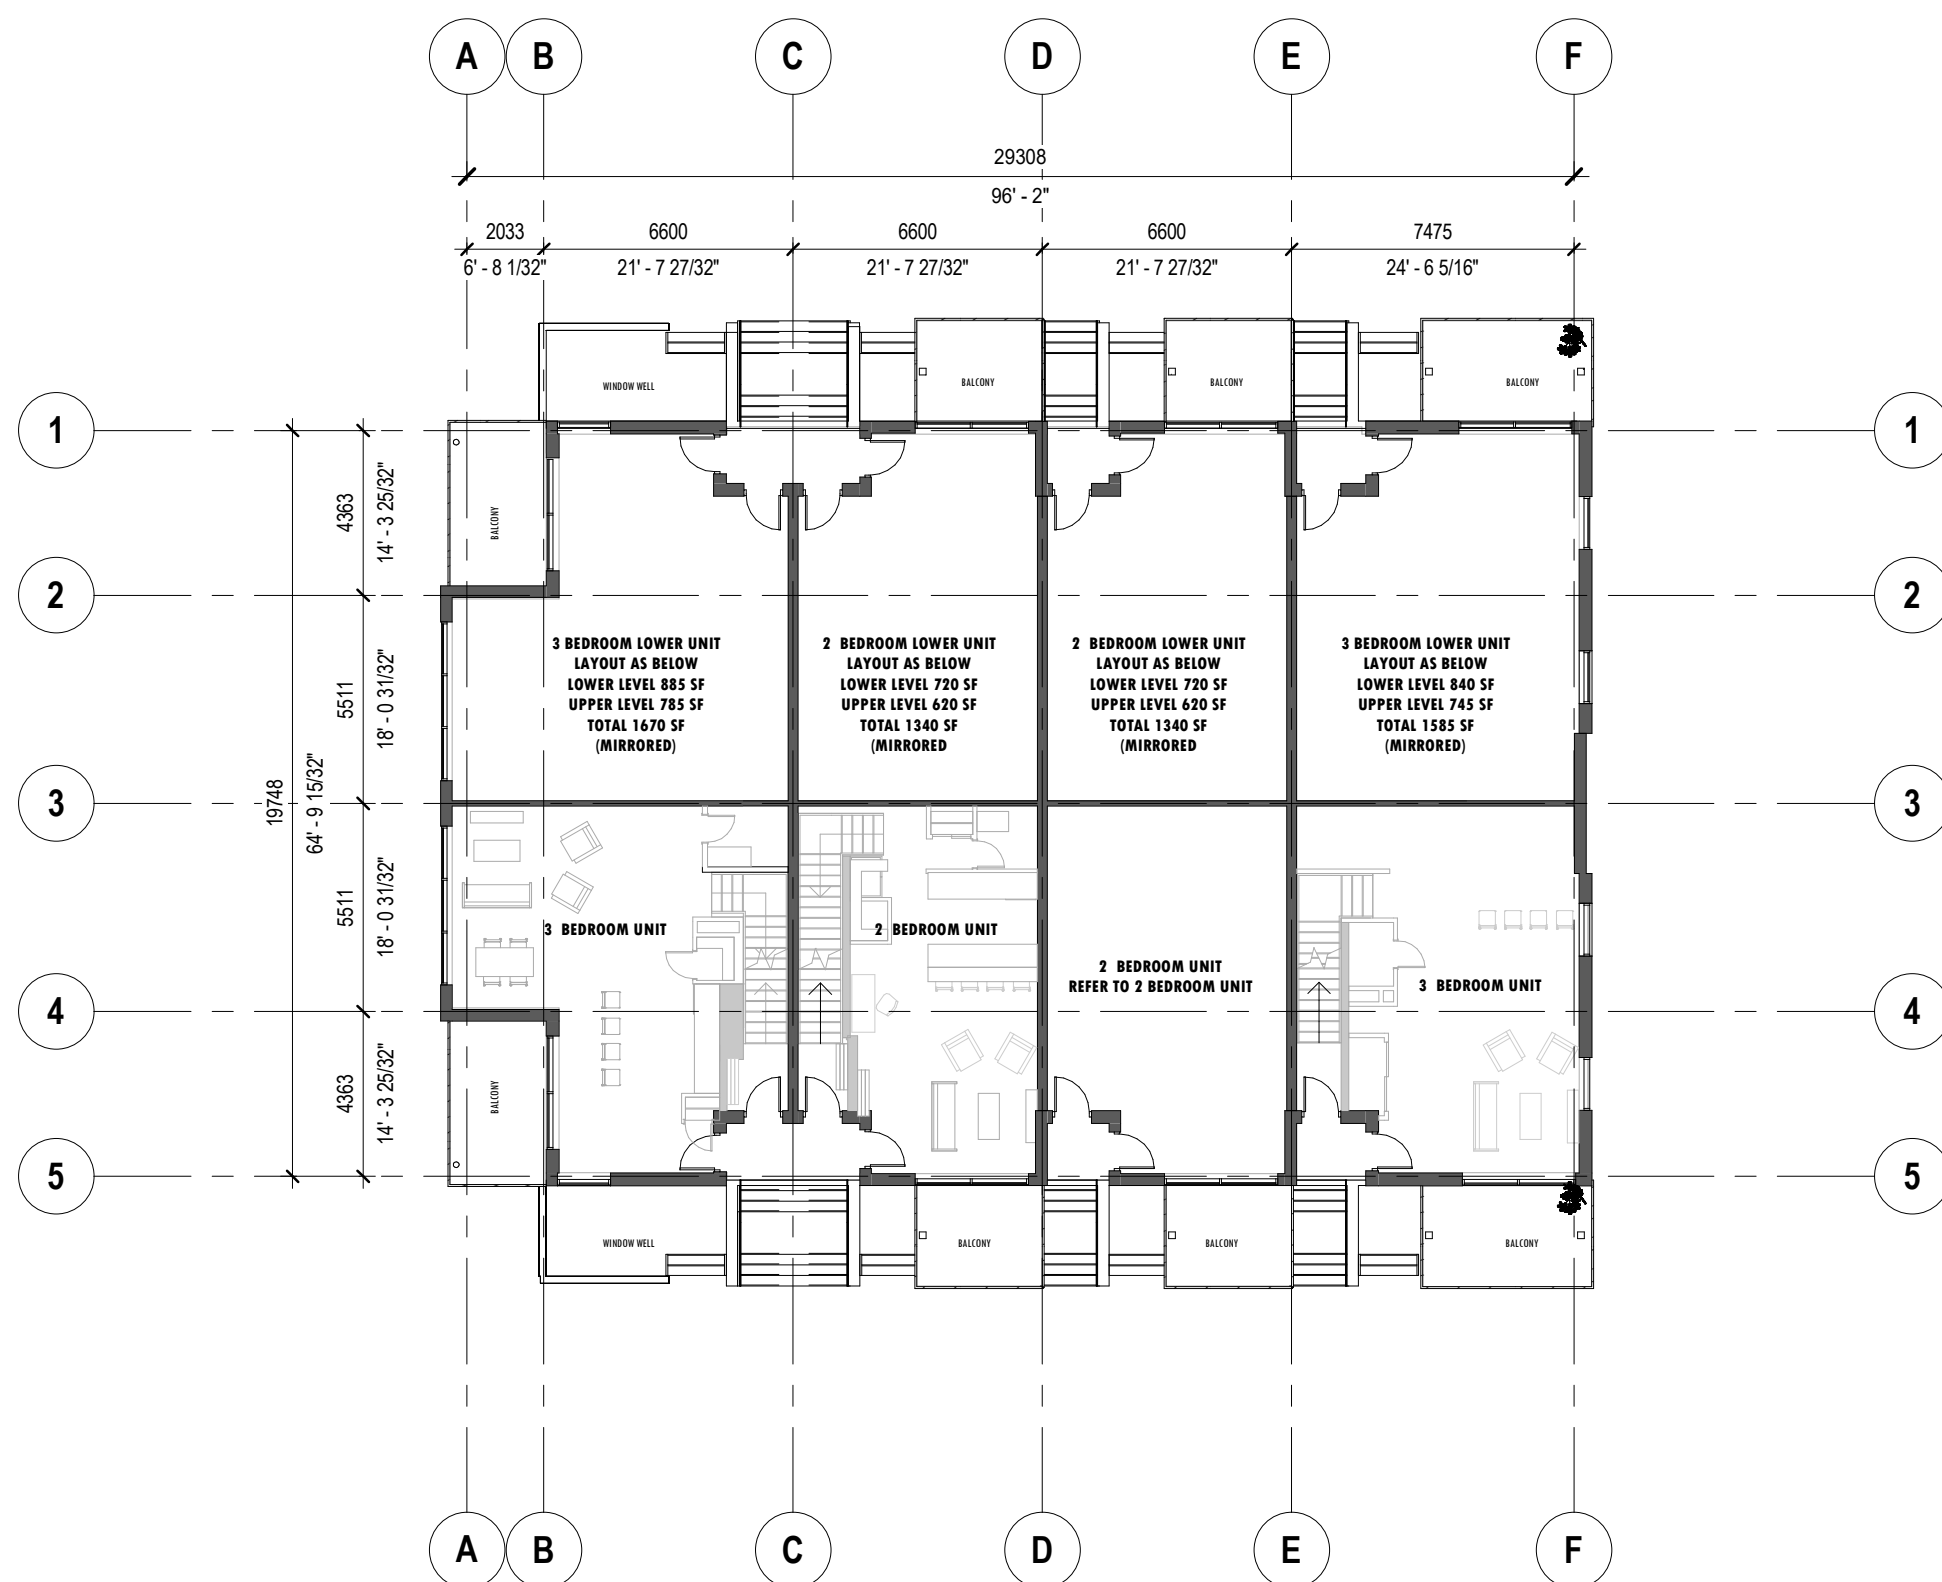 A B C D E F
29308
96' - 2"
2033 6600 6600 6600 7475
6' - 8 1/32" 21' - 7 27/32" 21' - 7 27/32" 21' - 7 27/32" 24' - 6 5/16"
WINDOW WELL
BALCONY
BALCONY
BALCONY
1 1
4363
14' - 3 25/32"
BALCONY
2 2
5511
18' - 0 31/32"
3 BEDROOM LOWER UNIT
LAYOUT AS BELOW
LOWER LEVEL 885 SF
UPPER LEVEL 785 SF
TOTAL 1670 SF
(MIRRORED)
2 BEDROOM LOWER UNIT
LAYOUT AS BELOW
LOWER LEVEL 720 SF
UPPER LEVEL 620 SF
TOTAL 1340 SF
(MIRRORED
2 BEDROOM LOWER UNIT
LAYOUT AS BELOW
LOWER LEVEL 720 SF
UPPER LEVEL 620 SF
TOTAL 1340 SF
(MIRRORED
3 BEDROOM LOWER UNIT
LAYOUT AS BELOW
LOWER LEVEL 840 SF
UPPER LEVEL 745 SF
TOTAL 1585 SF
(MIRRORED)
3 3
19748
64' - 9 15/32"
5511
18' - 0 31/32"
3 BEDROOM UNIT
2 BEDROOM UNIT
2 BEDROOM UNIT
REFER TO 2 BEDROOM UNIT
3 BEDROOM UNIT
4 4
4363
14' - 3 25/32"
BALCONY
5 5
WINDOW WELL
BALCONY
BALCONY
BALCONY
A B C D E F